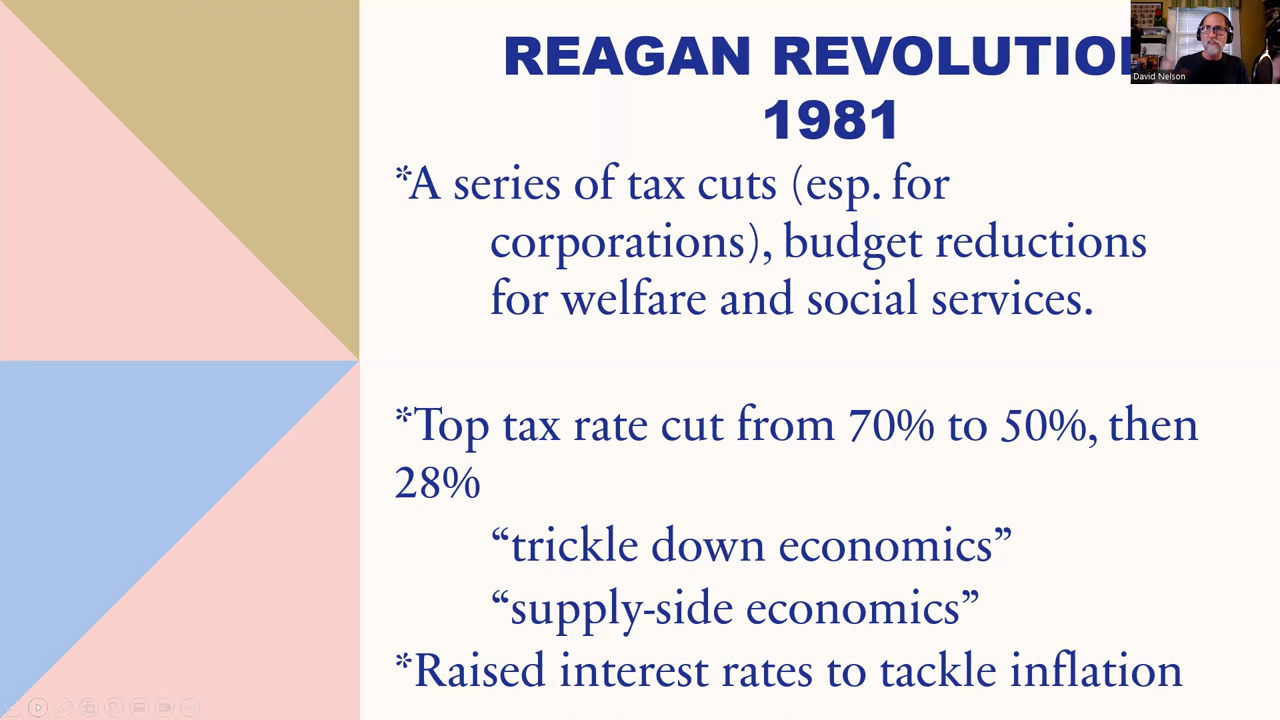 REAGAN REVOLUTIO
1981
*A series of tax cuts (esp. for
corporations), budget reductions
for welfare and social services.
*Top tax rate cut from 70% to 50%, then
28%
“trickle down economics”
“supply-side economics”
*Raised interest rates to tackle inflation
David Nelson